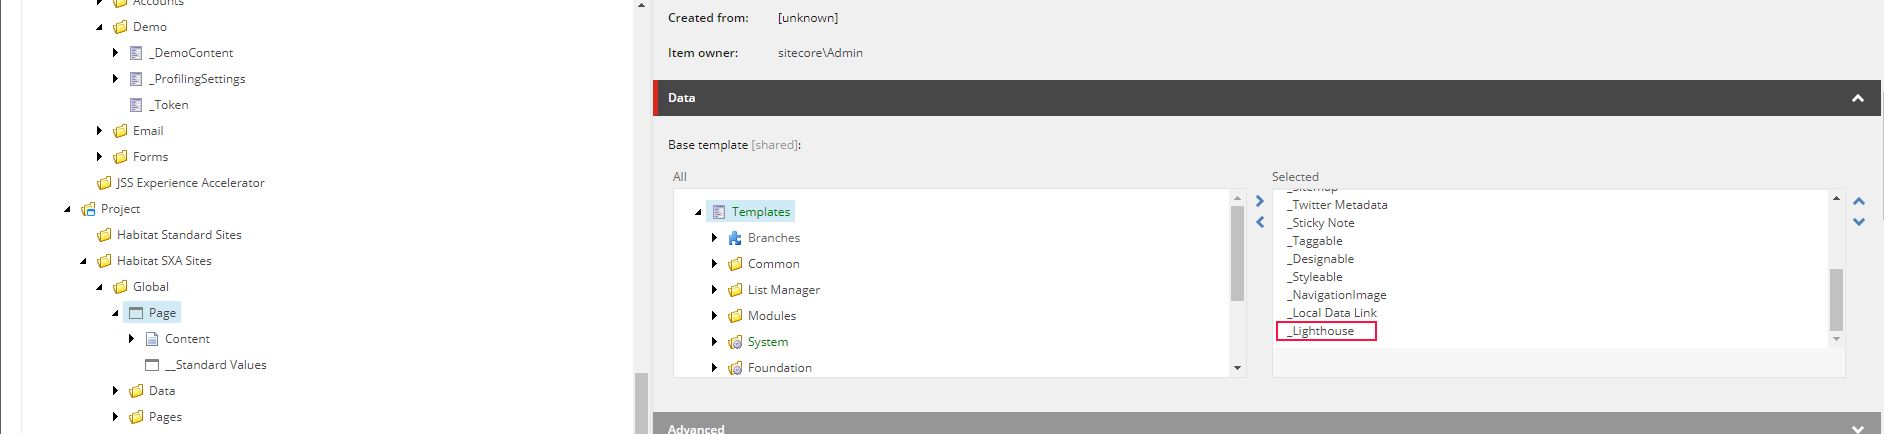 Accounts
Demo
_DemoContent
_ProfilingSettings
_Token
Email
Forms
JSS Experience Accelerator
Project
Habitat Standard Sites
Habitat SXA Sites
Global
Page
Content
__Standard Values
Data
Pages
Created from: [unknown]
Item owner: sitecore\Admin
Data
Base template [shared]:
All
Templates
Branches
Common
List Manager
Modules
System
Foundation
Selected
_Sitemap
_Twitter Metadata
_Sticky Note
_Taggable
_Designable
_Styleable
_NavigationImage
_Local Data Link
_Lighthouse
Advanced